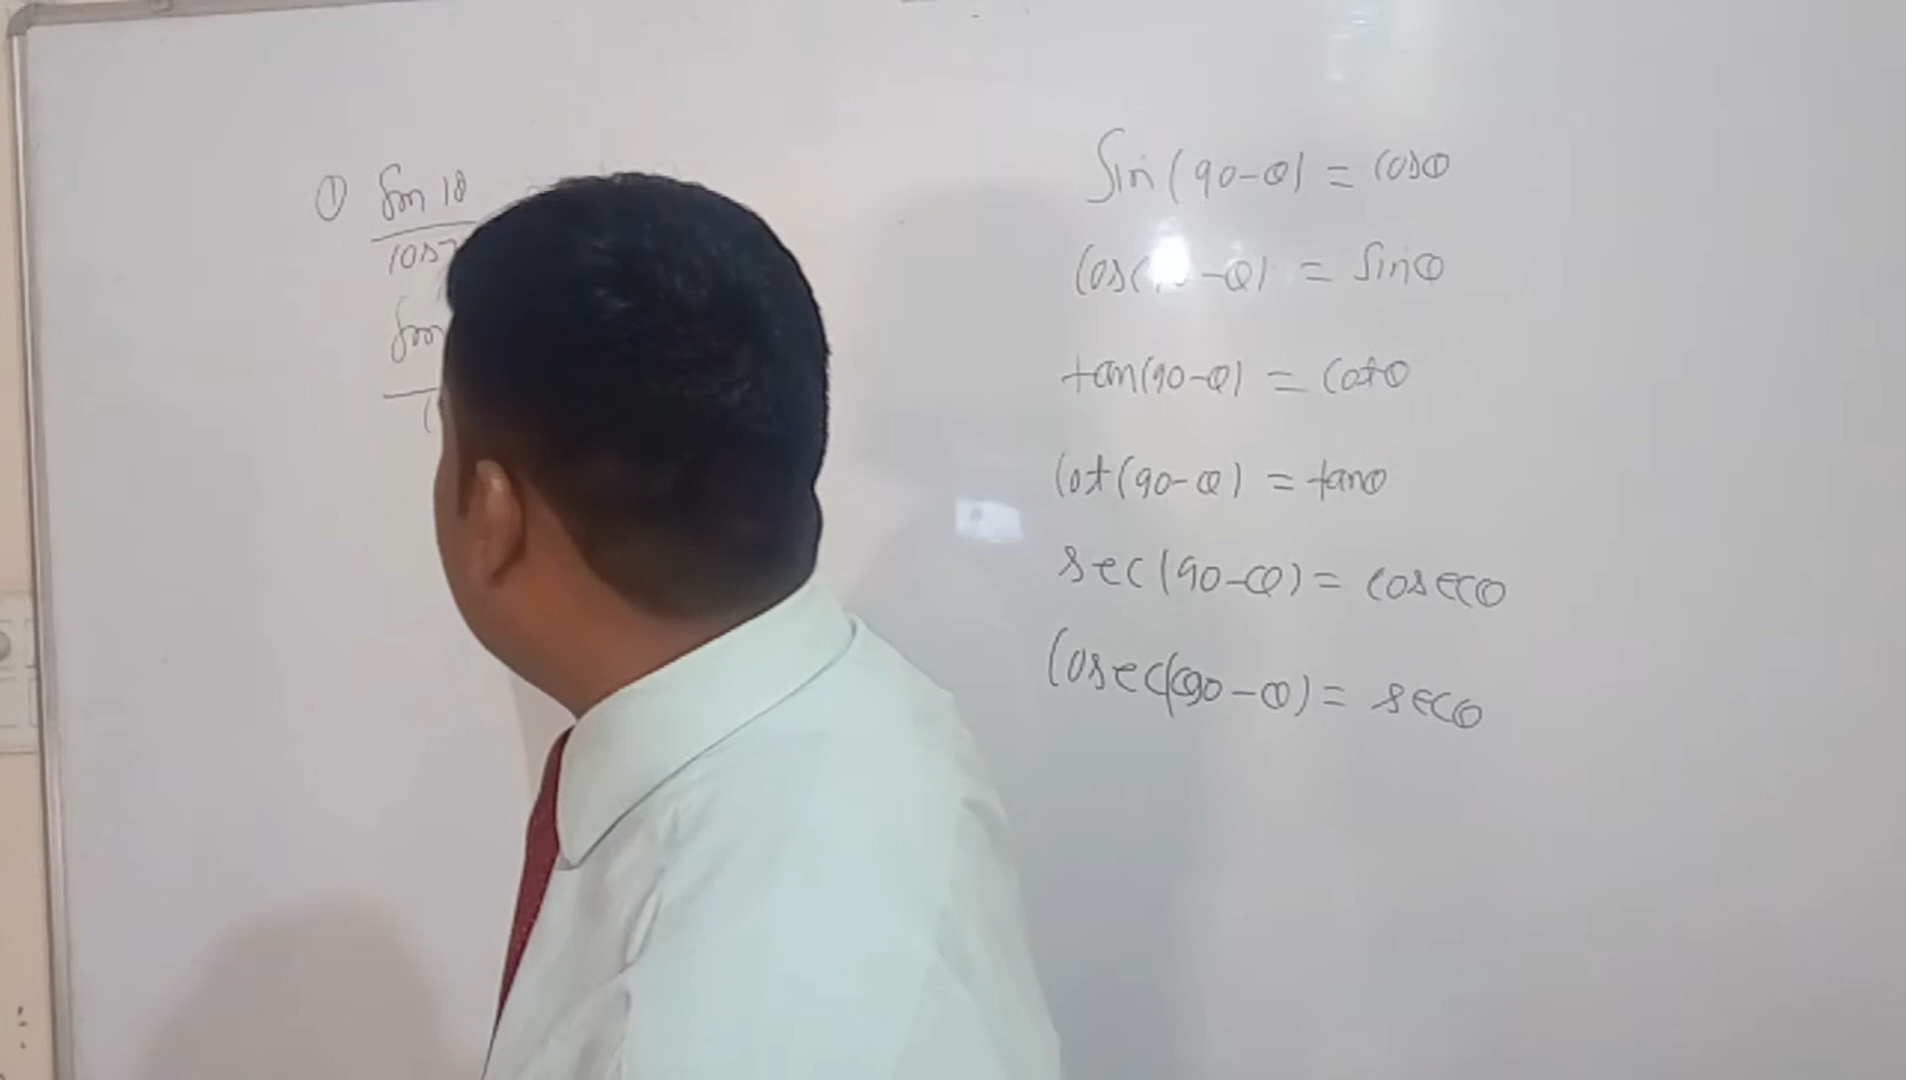 ① Sin 18
cos7
Sin
Sin(90-θ) = cosθ
Cos(90-θ) = Sinθ
tan(90-θ) = Cotθ
Cot(90-θ) = tanθ
sec(90-θ) = cosecθ
Cosec(90-θ) = secθ